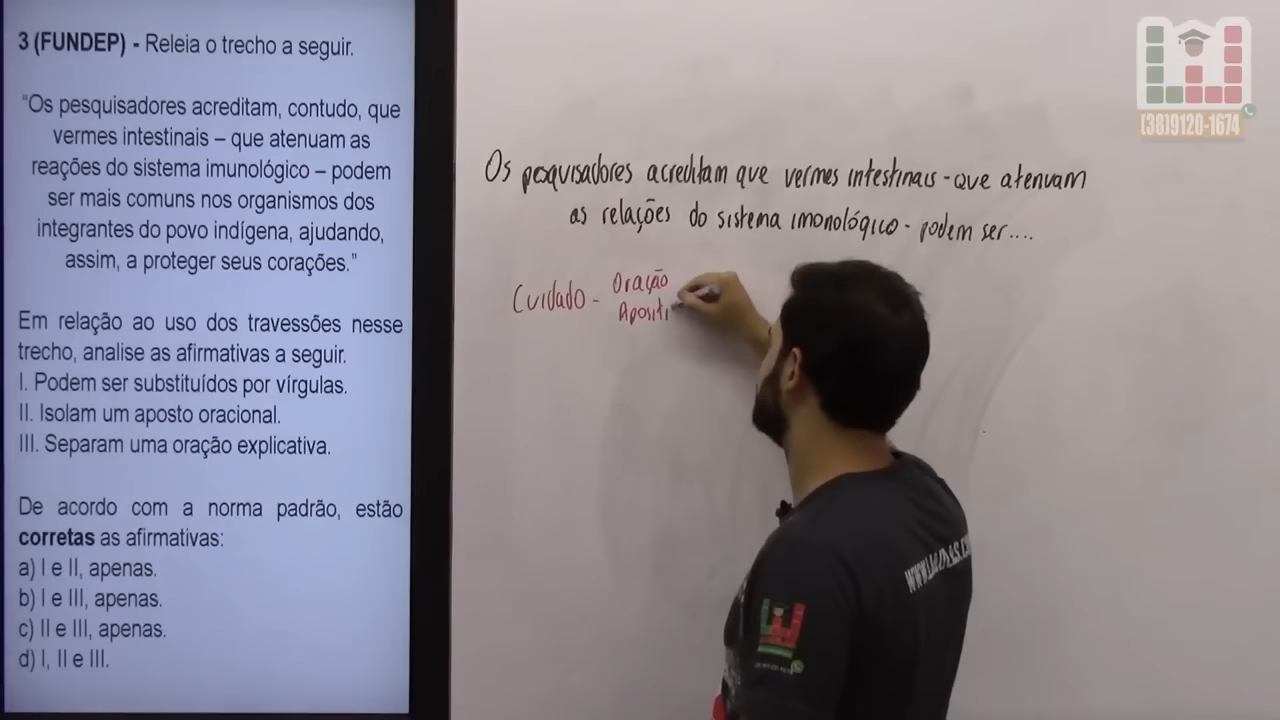 3 (FUNDEP) - Releia o trecho a seguir.
“Os pesquisadores acreditam, contudo, que
vermes intestinais – que atenuam as
reações do sistema imunológico – podem
ser mais comuns nos organismos dos
integrantes do povo indígena, ajudando,
assim, a proteger seus corações.”
Em relação ao uso dos travessões nesse
trecho, analise as afirmativas a seguir.
I. Podem ser substituídos por vírgulas.
II. Isolam um aposto oracional.
III. Separam uma oração explicativa.
De acordo com a norma padrão, estão
corretas as afirmativas:
a) I e II, apenas.
b) I e III, apenas.
c) II e III, apenas.
d) I, II e III.
Os pesquisadores acreditam que vermes intestinais - que atenuam
as relações do sistema imonológico - podem ser....
Cuidado - Oração
Apositi
(38)9120-1674